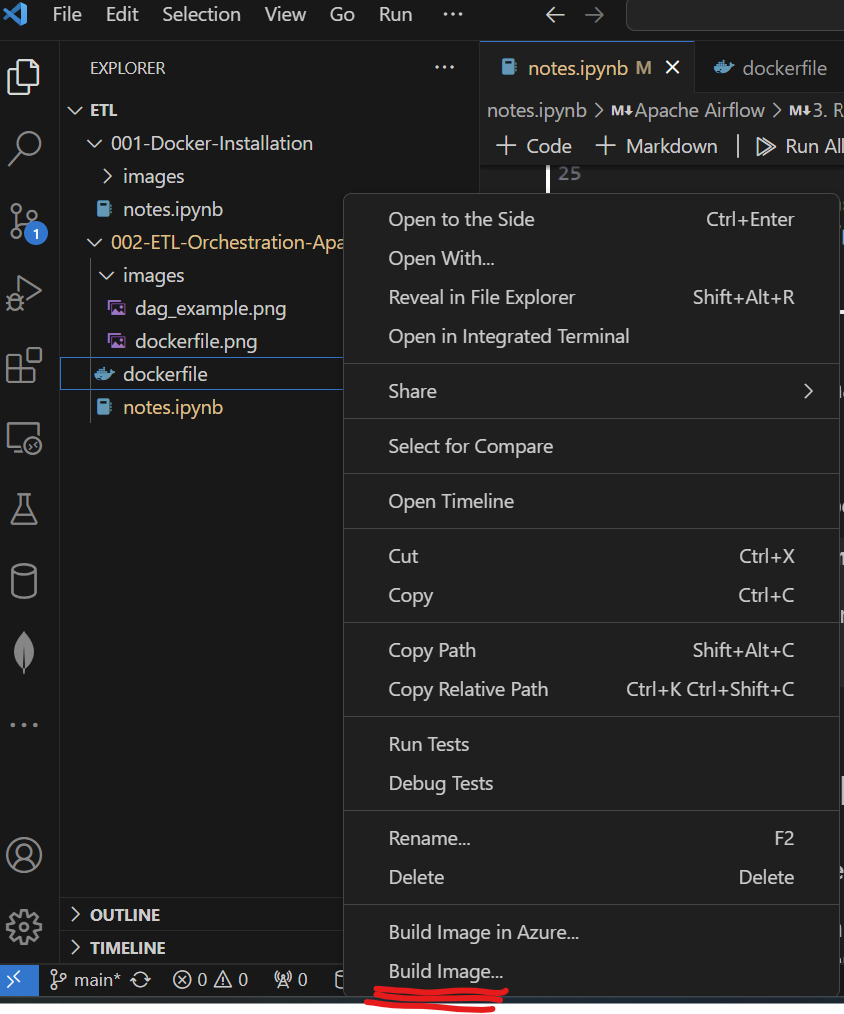 File Edit Selection View Go Run ...
EXPLORER ...
ETL
001-Docker-Installation
images
notes.ipynb
002-ETL-Orchestration-Apa
images
dag_example.png
dockerfile.png
dockerfile
notes.ipynb
OUTLINE
TIMELINE
main* 0 0 0
1
notes.ipynb M dockerfile
notes.ipynb > M↓Apache Airflow > M↓3. R
+ Code + Markdown | Run All
25
Open to the Side Ctrl+Enter
Open With...
Reveal in File Explorer Shift+Alt+R
Open in Integrated Terminal
Share
Select for Compare
Open Timeline
Cut Ctrl+X
Copy Ctrl+C
Copy Path Shift+Alt+C
Copy Relative Path Ctrl+K Ctrl+Shift+C
Run Tests
Debug Tests
Rename... F2
Delete Delete
Build Image in Azure...
Build Image...